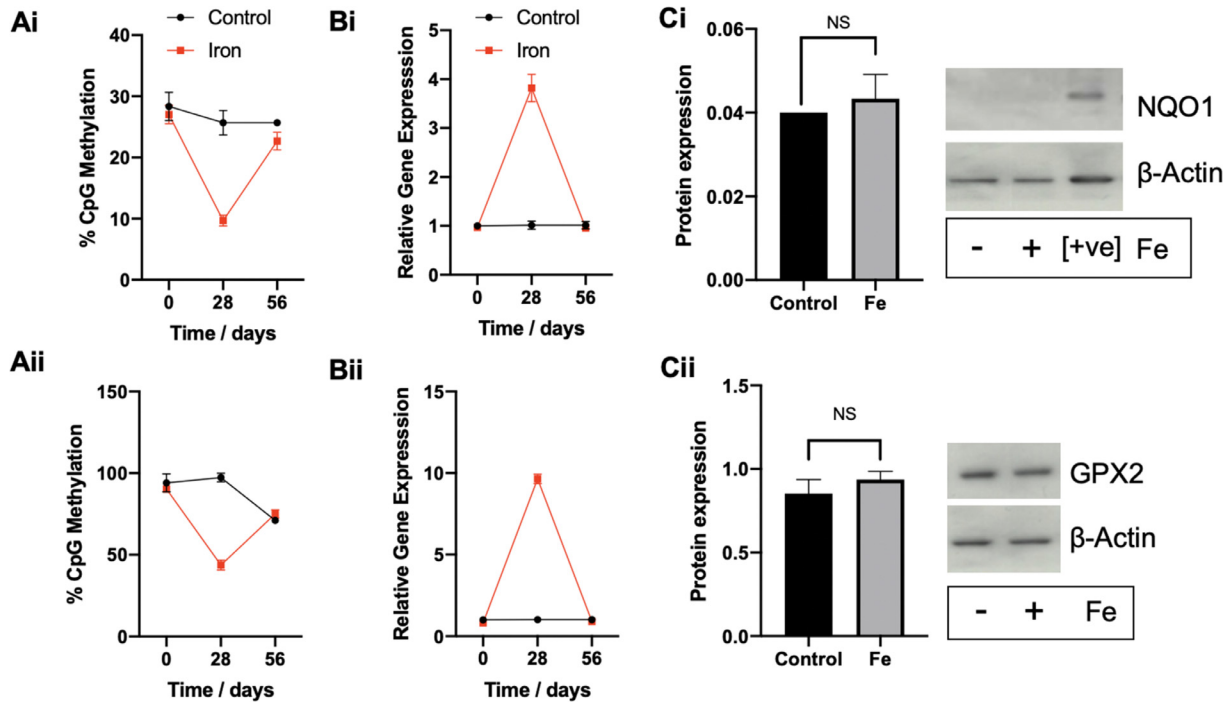 Ai
Control
Iron
40
30
20
10
0
% CpG Methylation
0 28 56
Time / days
Bi
Control
Iron
5
4
3
2
1
0
Relative Gene Expresssion
0 28 56
Time / days
Ci
NS
0.06
0.04
0.02
0.00
Protein expression
Control Fe
NQO1
β-Actin
- + [+ve] Fe
Aii
150
100
50
0
% CpG Methylation
0 28 56
Time / days
Bii
15
10
5
0
Relative Gene Expresssion
0 28 56
Time / days
Cii
NS
1.5
1.0
0.5
0.0
Protein expression
Control Fe
GPX2
β-Actin
- + Fe